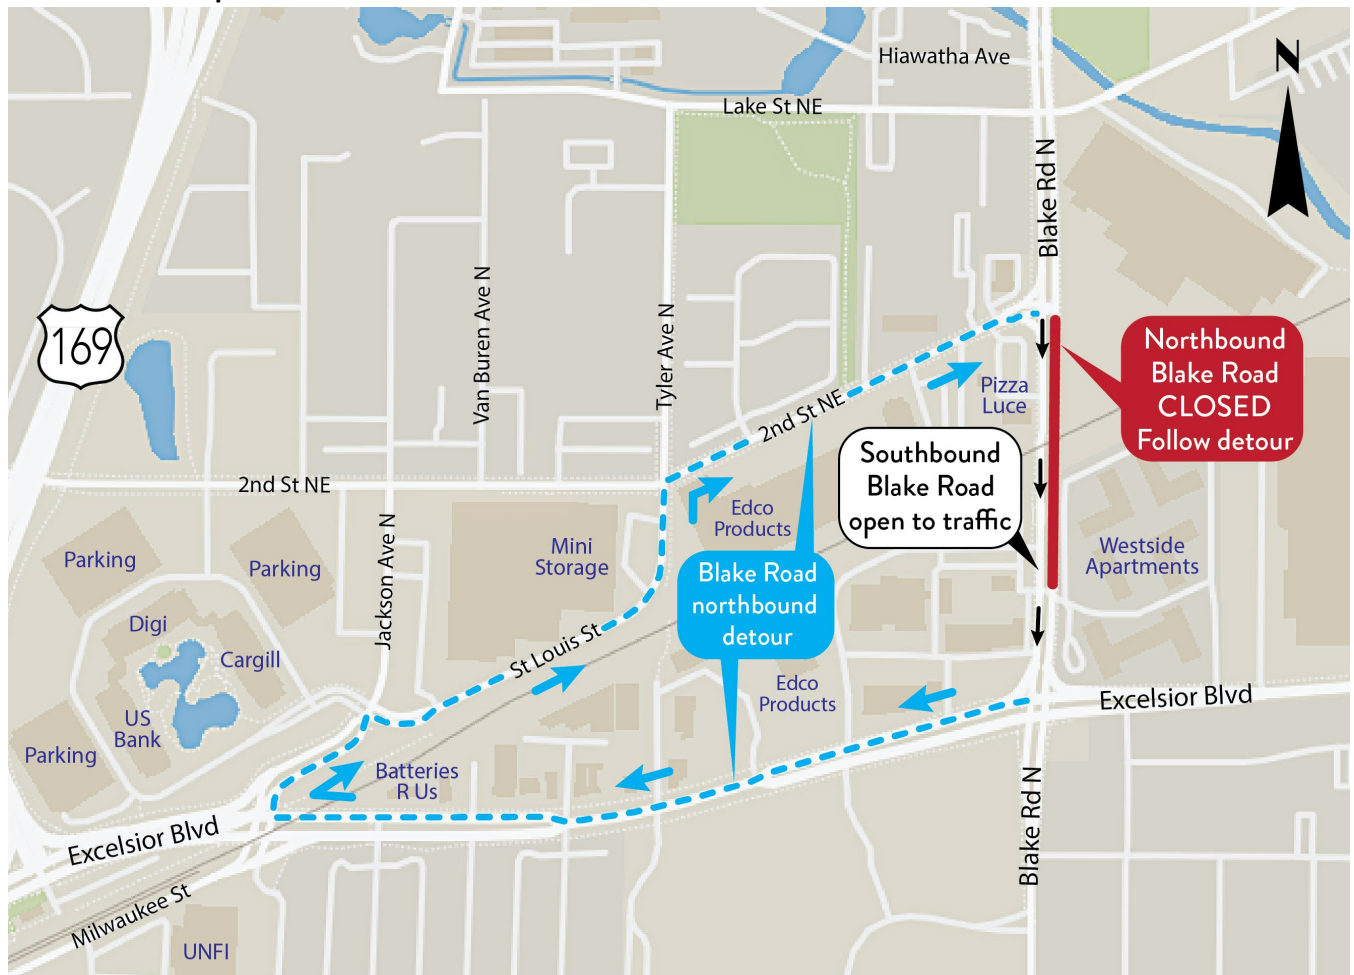 Hiawatha Ave
N
Lake St NE
Blake Rd N
169
Van Buren Ave N
Tyler Ave N
Northbound
Blake Road
CLOSED
Follow detour
Pizza
Luce
2nd St NE
Southbound
Blake Road
open to traffic
2nd St NE
Edco
Products
Jackson Ave N
Mini
Storage
Parking
Parking
Westside
Apartments
Blake Road
northbound
detour
Digi
Cargill
St Louis St
Edco
Products
Excelsior Blvd
US
Bank
Parking
Batteries
R Us
Blake Rd N
Excelsior Blvd
Milwaukee St
UNFI